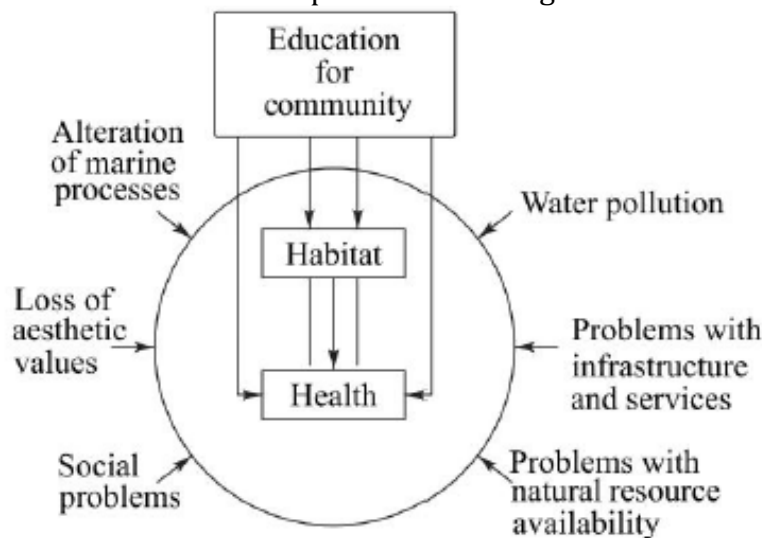 Education
for
community
Alteration
of marine
processes
Water pollution
Habitat
Loss of
aesthetic
values
Problems with
infrastructure
and services
Health
Social
problems
Problems with
natural resource
availability